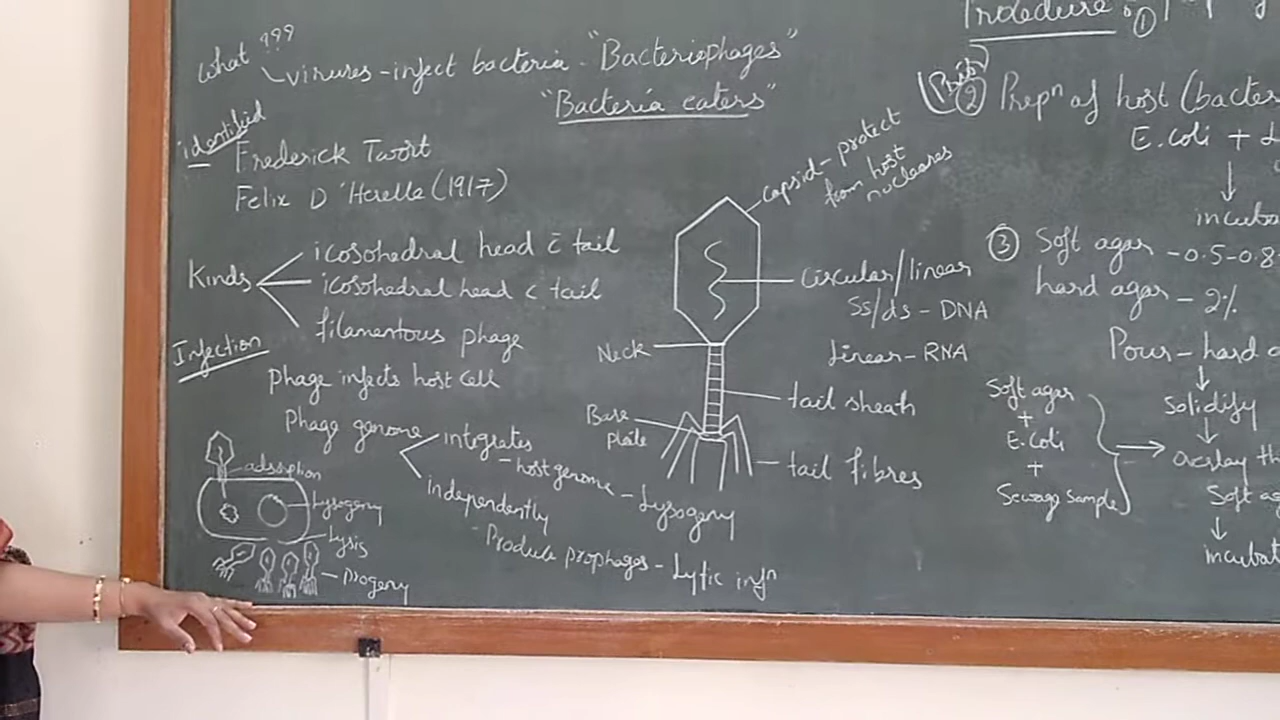 What ???
viruses - infect bacteria - "Bacteriophages"
"Bacteria eaters"
identified
Frederick Twort
Felix D'Herelle (1917)
Kinds
icosohedral head c̄ tail
icosohedral head c tail
filamentous phage
Infection
Phage infects host cell
Phage genome
integrates
- host genome - Lysogeny
independently
- Produce prophages - Lytic infn
adsorption
Lysogeny
Lysis
Progeny
capsid - protect
from host
nucleases
Circular/linear
SS/ds - DNA
Linear - RNA
Neck
tail sheath
Base
plate
tail fibres
Procedure : ①
② Prepn of host (bacter
E.coli +
↓
incuba
③ Soft agar - 0.5-0.8
hard agar - 2%
Pour - hard a
↓
Solidify
↓
Overlay th
Soft ag
↓
incubat
Soft agar
+
E.Coli
+
Sewage Sample